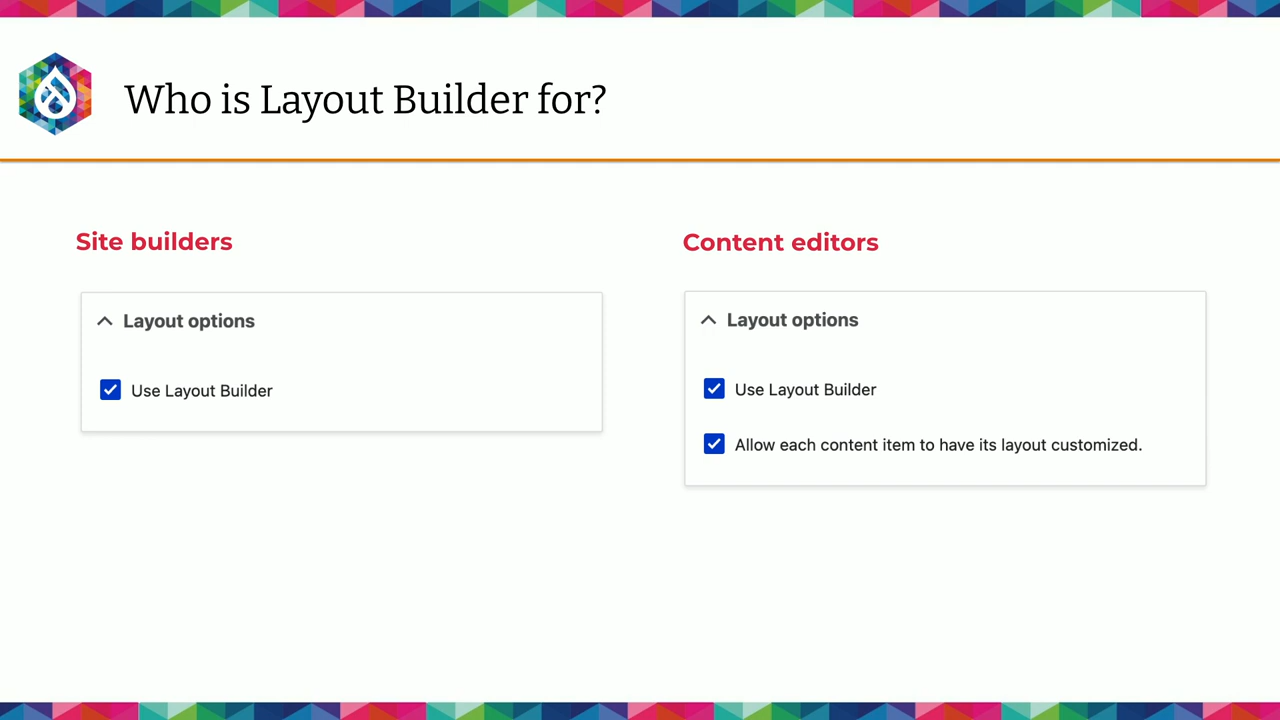 Who is Layout Builder for?
Site builders
Layout options
Use Layout Builder
Content editors
Layout options
Use Layout Builder
Allow each content item to have its layout customized.